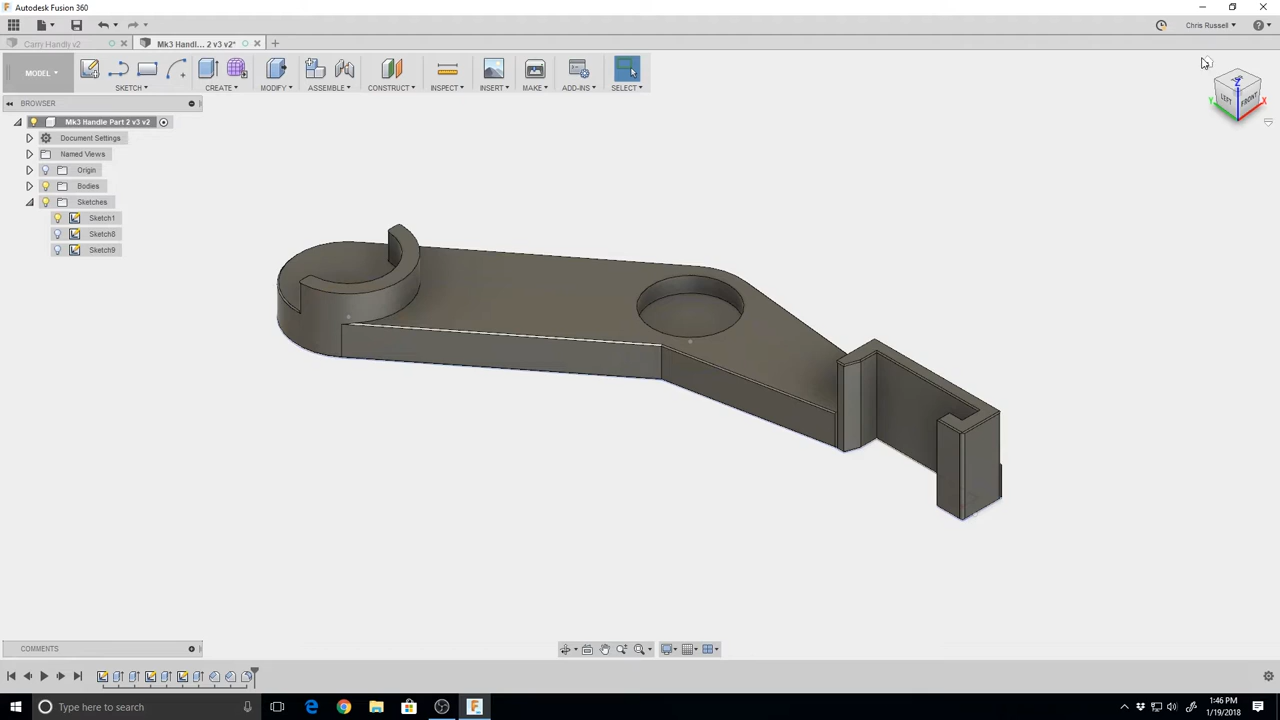 Autodesk Fusion 360
Chris Russell
Carry Handly v2
Mk3 Handl... 2 v3 v2*
MODEL
SKETCH
CREATE
MODIFY
ASSEMBLE
CONSTRUCT
INSPECT
INSERT
MAKE
ADD-INS
SELECT
Z
LEFT
FRONT
Y
X
BROWSER
Mk3 Handle Part 2 v3 v2
Document Settings
Named Views
Origin
Bodies
Sketches
Sketch1
Sketch8
Sketch9
COMMENTS
Type here to search
1:46 PM
1/19/2018